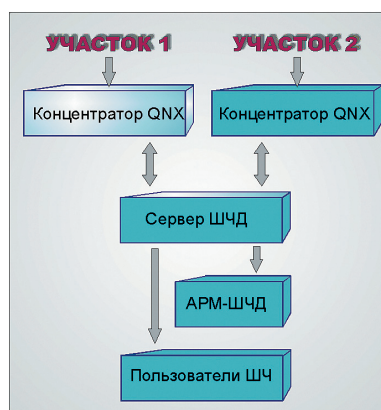 УЧАСТОК 1
УЧАСТОК 2
Концентратор QNX
Концентратор QNX
Сервер ШЧД
АРМ-ШЧД
Пользователи ШЧ